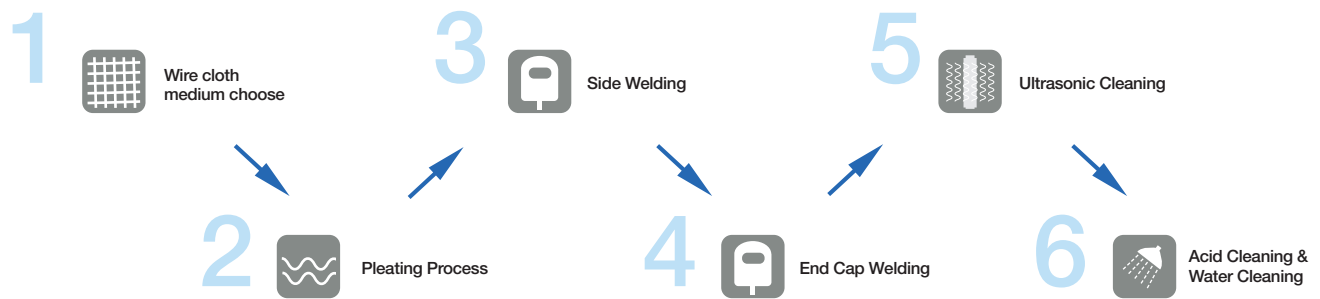 1
Wire cloth
medium choose
2
Pleating Process
3
Side Welding
4
End Cap Welding
5
Ultrasonic Cleaning
6
Acid Cleaning &
Water Cleaning